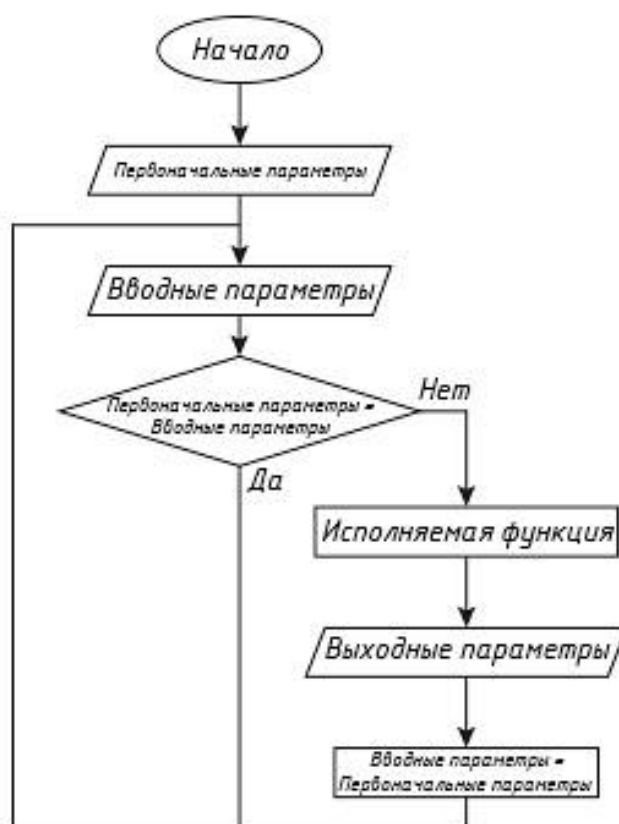 Начало
Первоначальные параметры
Вводные параметры
Первоначальные параметры =
Вводные параметры
Нет
Да
Исполняемая функция
Выходные параметры
Вводные параметры =
Первоначальные параметры